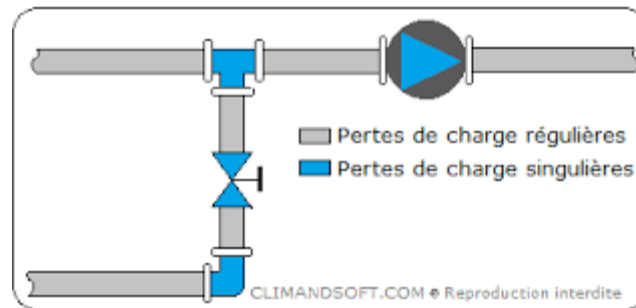 Pertes de charge régulières
Pertes de charge singulières
CLIMANDSOFT.COM © Reproduction interdite